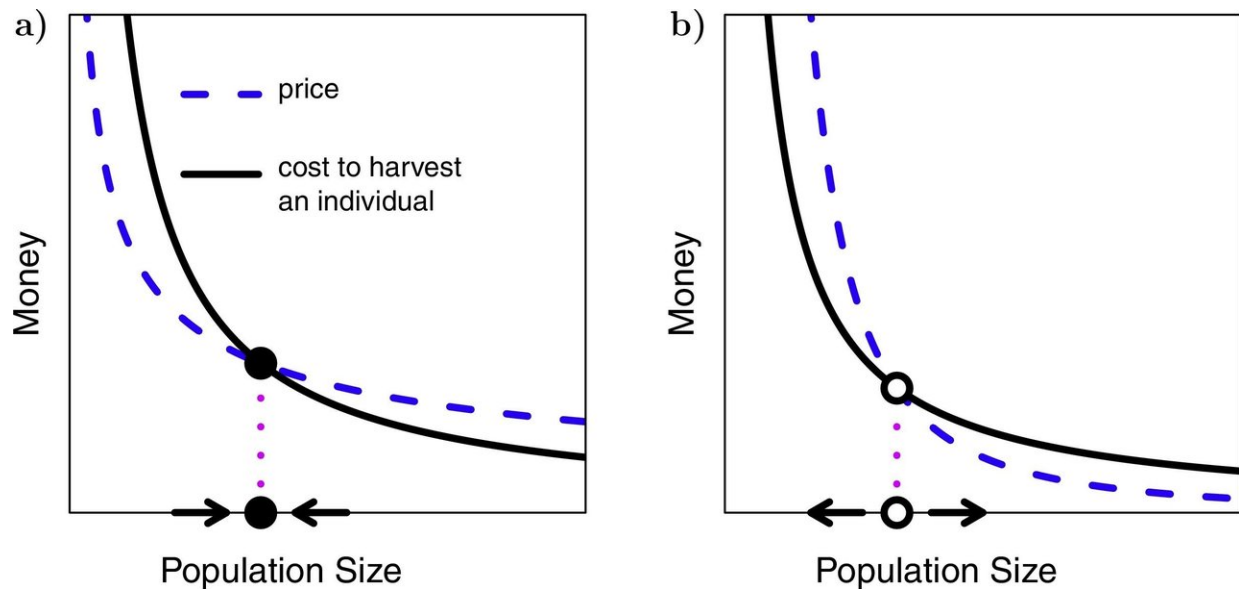 a)
price
cost to harvest
an individual
Money
Population Size
b)
Money
Population Size